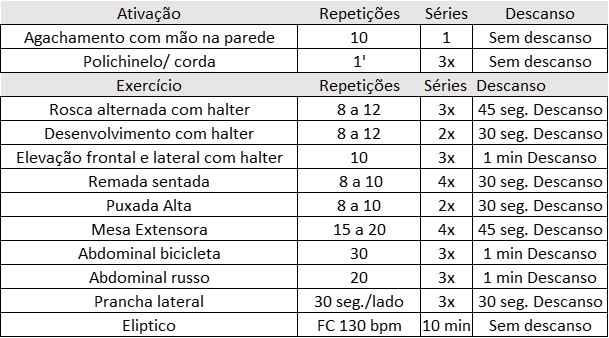 Ativação Repetições Séries Descanso
Agachamento com mão na parede 10 1 Sem descanso
Polichinelo/ corda 1' 3x Sem descanso
Exercício Repetições Séries Descanso
Rosca alternada com halter 8 a 12 3x 45 seg. Descanso
Desenvolvimento com halter 8 a 12 2x 30 seg. Descanso
Elevação frontal e lateral com halter 10 3x 1 min Descanso
Remada sentada 8 a 10 4x 30 seg. Descanso
Puxada Alta 8 a 10 2x 30 seg. Descanso
Mesa Extensora 15 a 20 4x 45 seg. Descanso
Abdominal bicicleta 30 3x 1 min Descanso
Abdominal russo 20 3x 1 min Descanso
Prancha lateral 30 seg./lado 3x 30 seg. Descanso
Eliptico FC 130 bpm 10 min Sem descanso